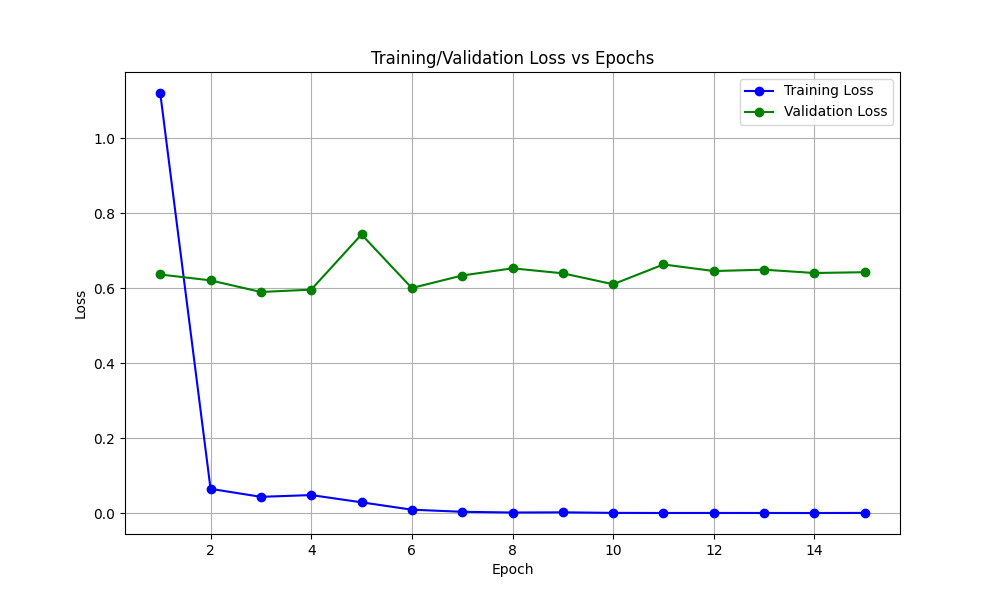 Training/Validation Loss vs Epochs
Training Loss
Validation Loss
1.0
0.8
0.6
0.4
0.2
0.0
Loss
2 4 6 8 10 12 14
Epoch